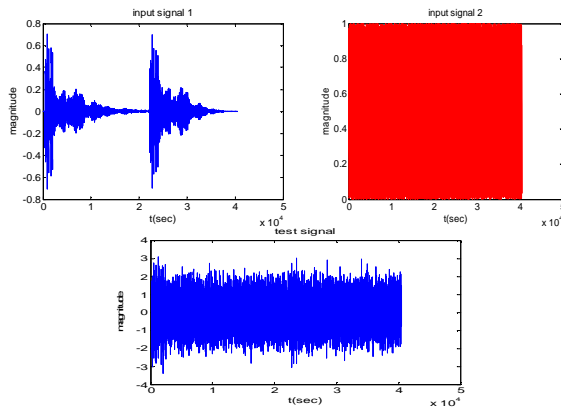 input signal 1
0.8
0.6
0.4
0.2
0
-0.2
-0.4
-0.6
-0.8
magnitude
0 1 2 3 4 5
t(sec)
x 10^4
input signal 2
1
0.8
0.6
0.4
0.2
0
magnitude
0 1 2 3 4 5
t(sec)
x 10^4
test signal
4
3
2
1
0
-1
-2
-3
-4
magnitude
0 1 2 3 4 5
t(sec)
x 10^4